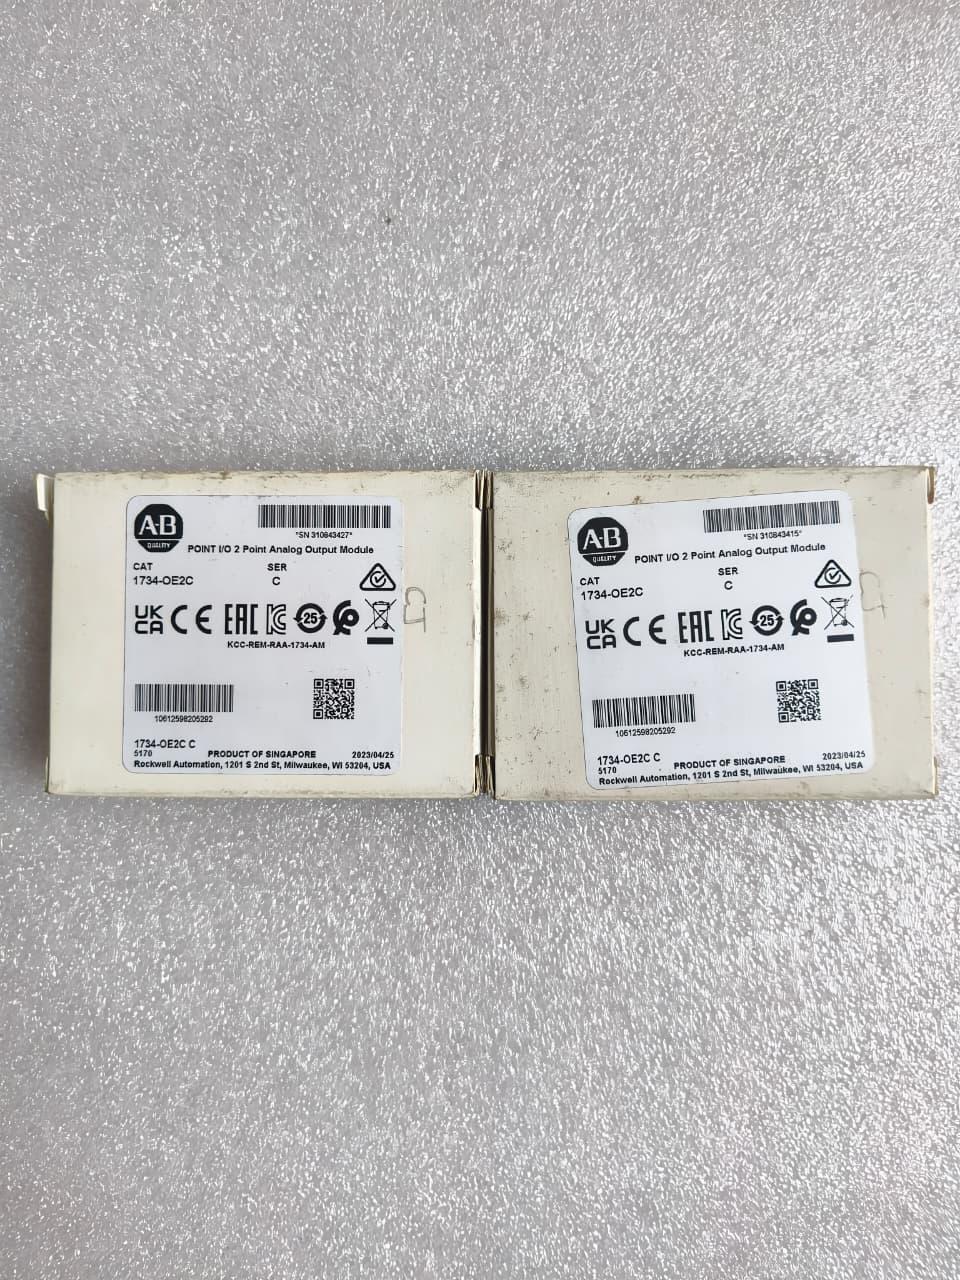 A-B
QUALITY
*SN 310843427*
POINT I/O 2 Point Analog Output Module
CAT
SER
1734-OE2C
C
UK
CA
CE
EAC
25
KCC-REM-RAA-1734-AM
10612598205292
1734-OE2C C
5170
PRODUCT OF SINGAPORE
2023/04/25
Rockwell Automation, 1201 S 2nd St, Milwaukee, WI 53204, USA
A-B
QUALITY
*SN 310843415*
POINT I/O 2 Point Analog Output Module
CAT
SER
1734-OE2C
C
UK
CA
CE
EAC
25
KCC-REM-RAA-1734-AM
10612598205292
1734-OE2C C
5170
PRODUCT OF SINGAPORE
2023/04/25
Rockwell Automation, 1201 S 2nd St, Milwaukee, WI 53204, USA